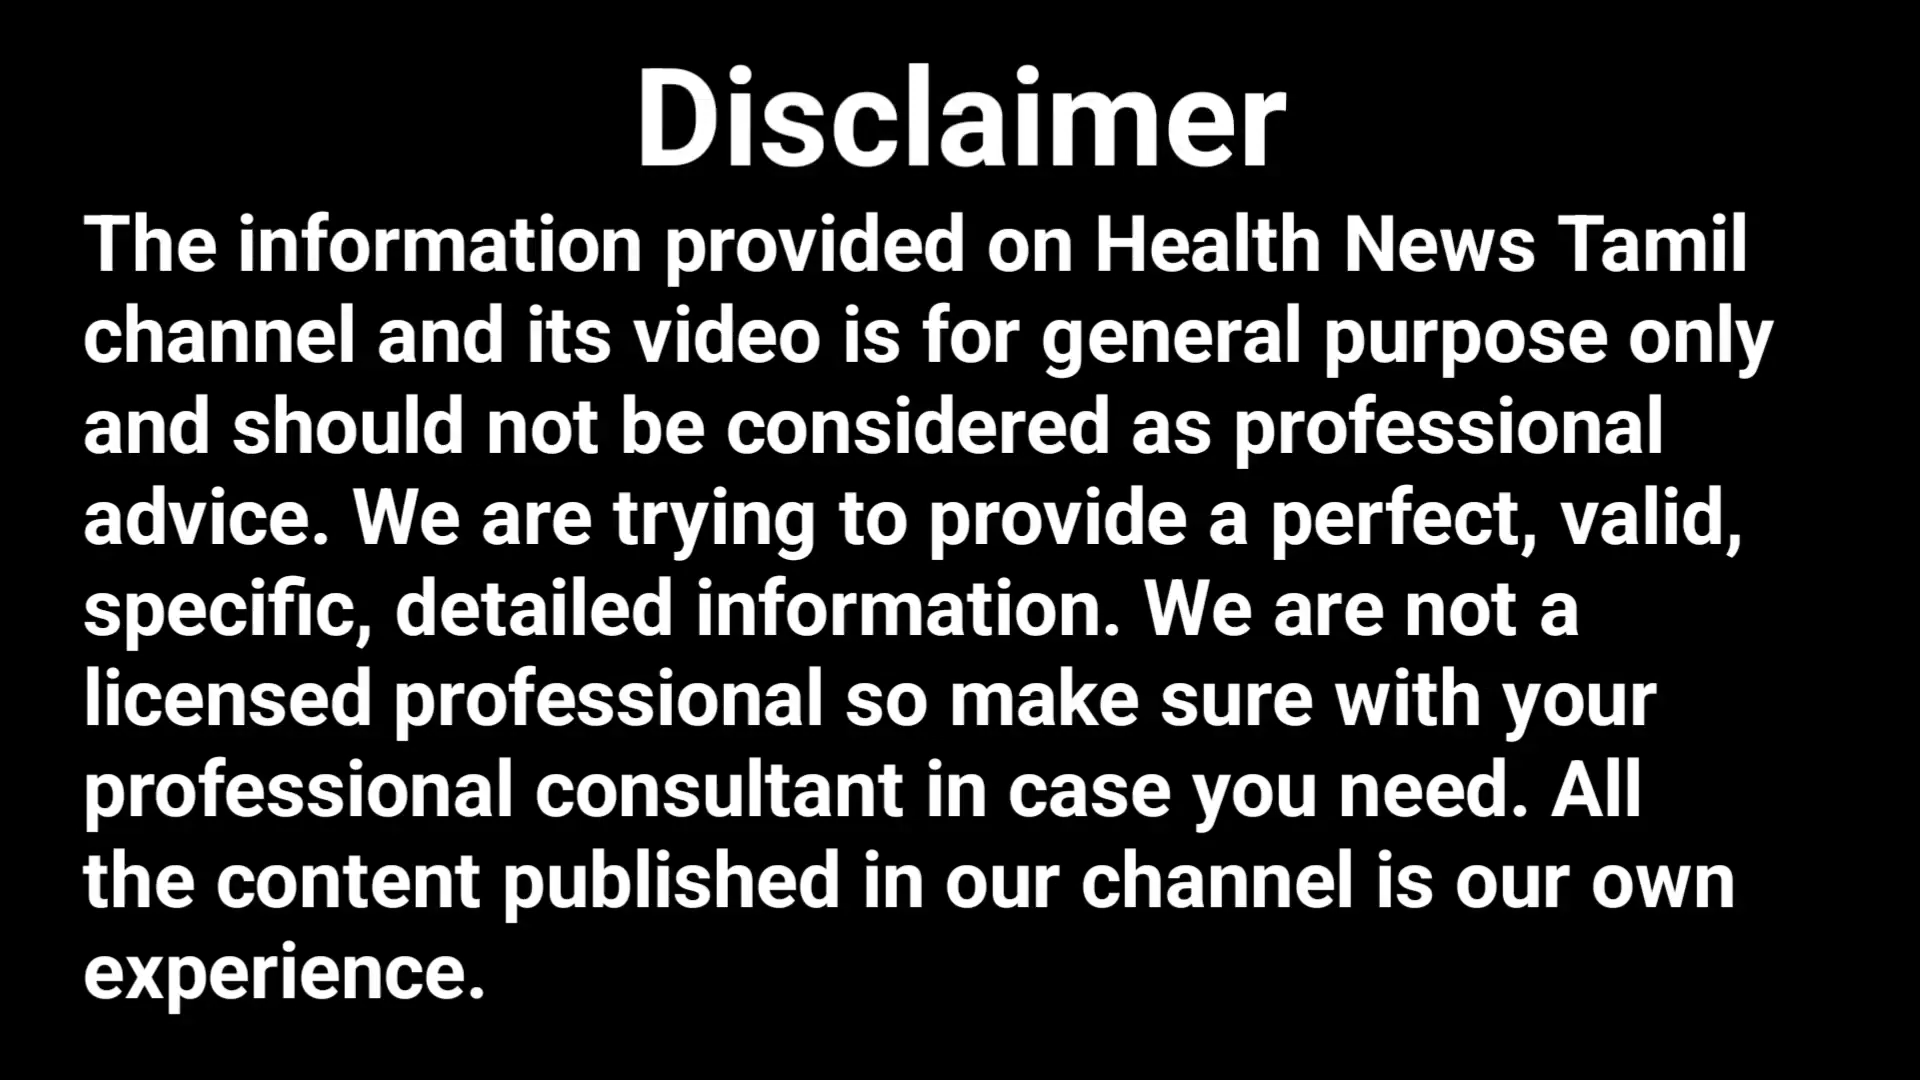 Disclaimer
The information provided on Health News Tamil
channel and its video is for general purpose only
and should not be considered as professional
advice. We are trying to provide a perfect, valid,
specific, detailed information. We are not a
licensed professional so make sure with your
professional consultant in case you need. All
the content published in our channel is our own
experience.